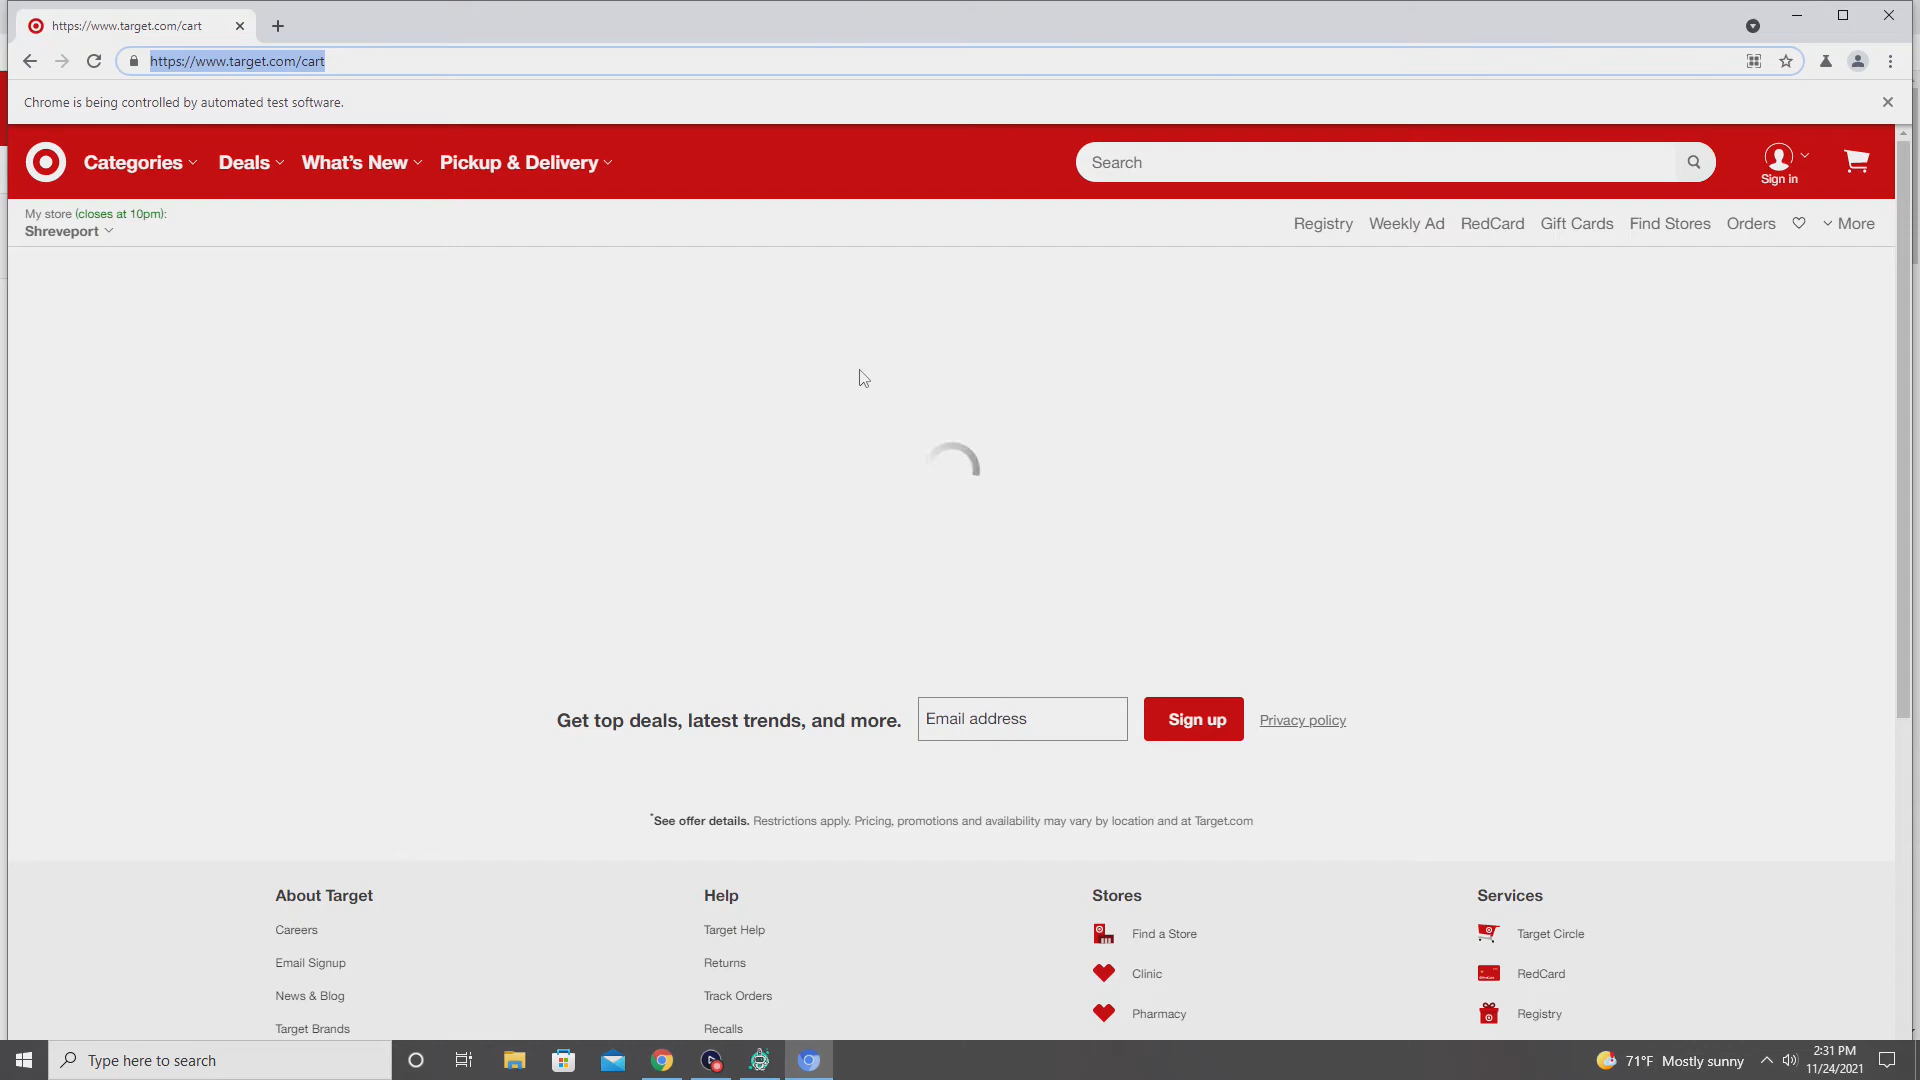 https://www.target.com/cart
https://www.target.com/cart
Chrome is being controlled by automated test software.
Categories Deals What's New Pickup & Delivery Search Sign in
My store (closes at 10pm):
Shreveport Registry Weekly Ad RedCard Gift Cards Find Stores Orders More
Get top deals, latest trends, and more. Email address Sign up Privacy policy
*See offer details. Restrictions apply. Pricing, promotions and availability may vary by location and at Target.com
About Target Help Stores Services
Careers Target Help Find a Store Target Circle
Email Signup Returns Clinic RedCard
News & Blog Track Orders Pharmacy Registry
Target Brands Recalls
Type here to search 71°F Mostly sunny 2:31 PM
11/24/2021